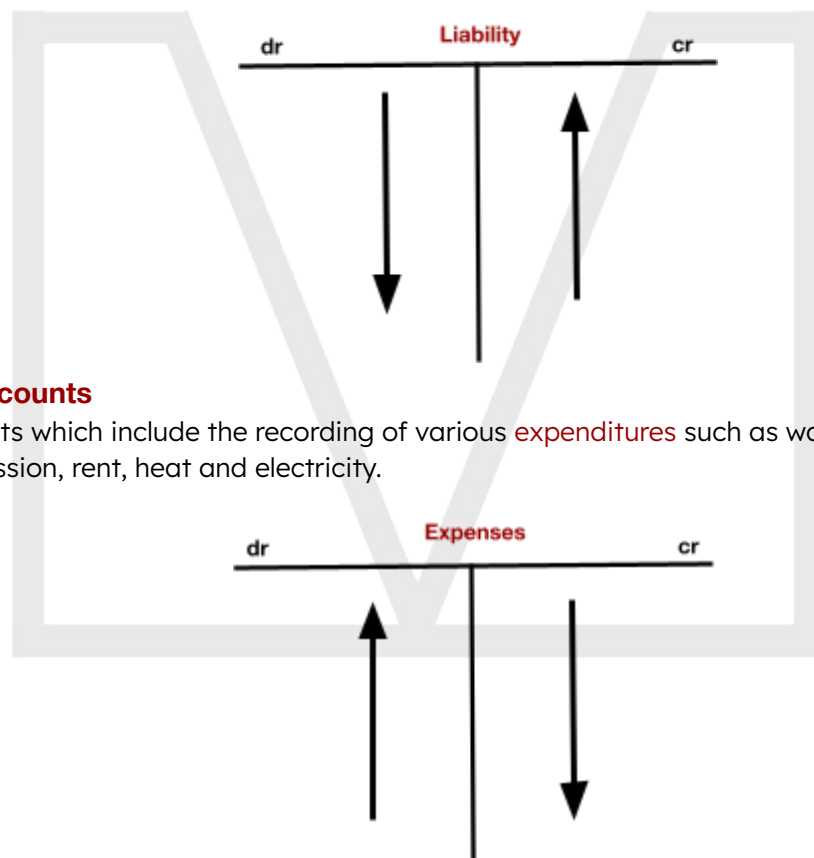 Liability
dr cr
counts
ts which include the recording of various expenditures such as
ssion, rent, heat and electricity.
Expenses
dr cr